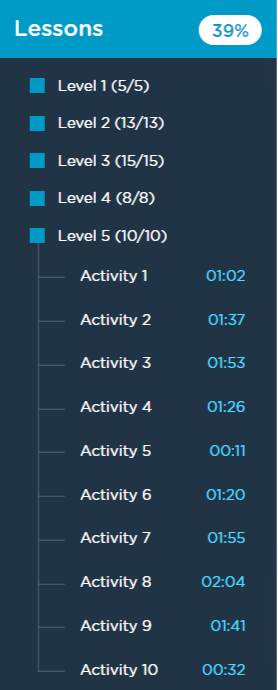 Lessons 39%
Level 1 (5/5)
Level 2 (13/13)
Level 3 (15/15)
Level 4 (8/8)
Level 5 (10/10)
Activity 1 01:02
Activity 2 01:37
Activity 3 01:53
Activity 4 01:26
Activity 5 00:11
Activity 6 01:20
Activity 7 01:55
Activity 8 02:04
Activity 9 01:41
Activity 10 00:32